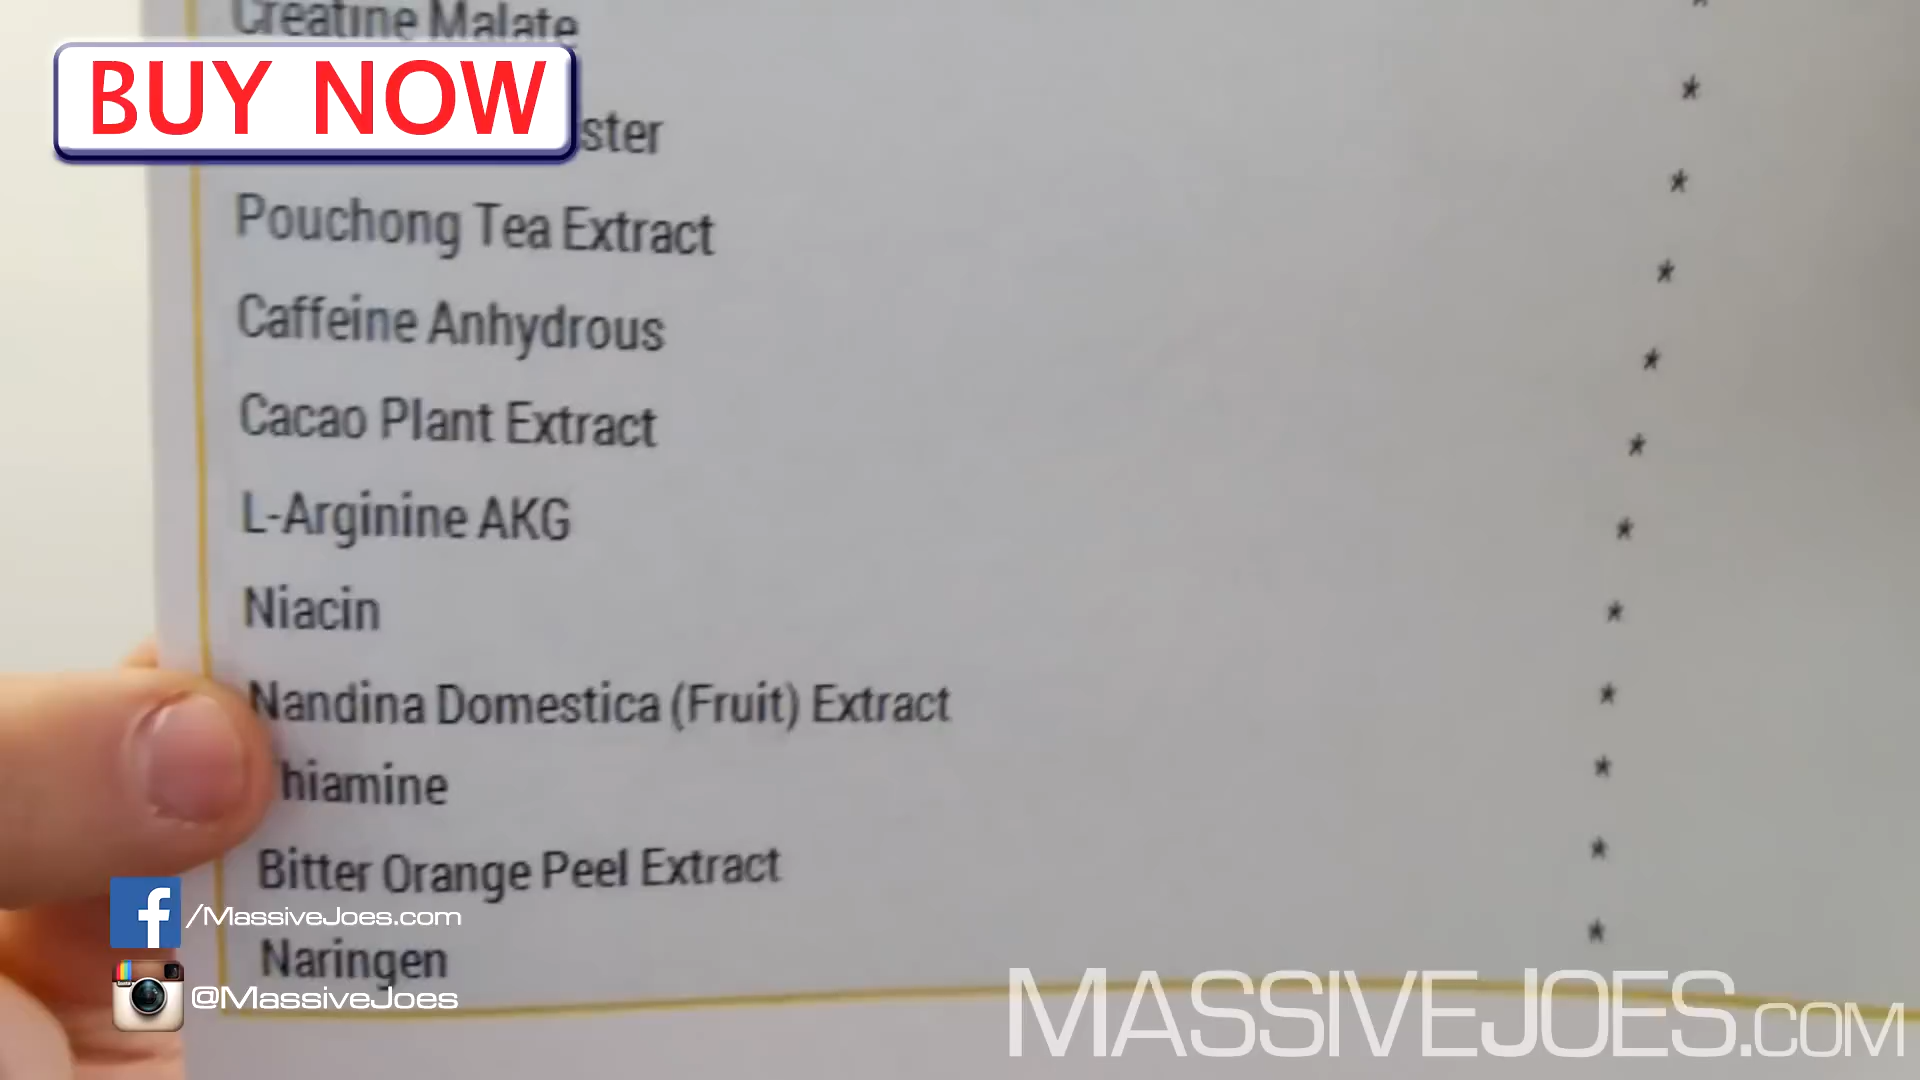 Creatine Malate
BUY NOW
ster
Pouchong Tea Extract
Caffeine Anhydrous
Cacao Plant Extract
L-Arginine AKG
Niacin
Nandina Domestica (Fruit) Extract
hiamine
Bitter Orange Peel Extract
/MassiveJoes.com
Naringen
@MassiveJoes
MASSIVEJOES.COM